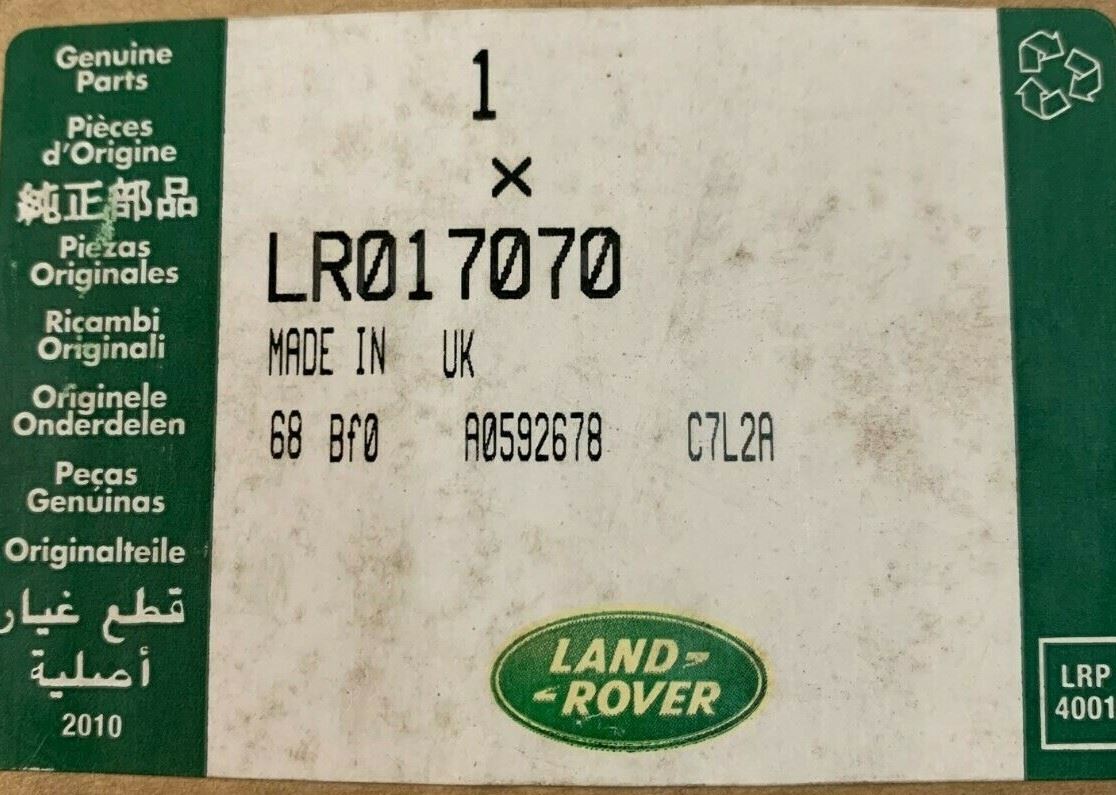 Genuine
Parts
Pièces
d'Origine
純正部品
Piezas
Originales
Ricambi
Originali
Originele
Onderdelen
Peças
Genuinas
Originalteile
قطع غيار
أصلية
2010
1
×
LR017070
MADE IN UK
68 Bf0 A0592678 C7L2A
LAND-
-ROVER
LRP
4001